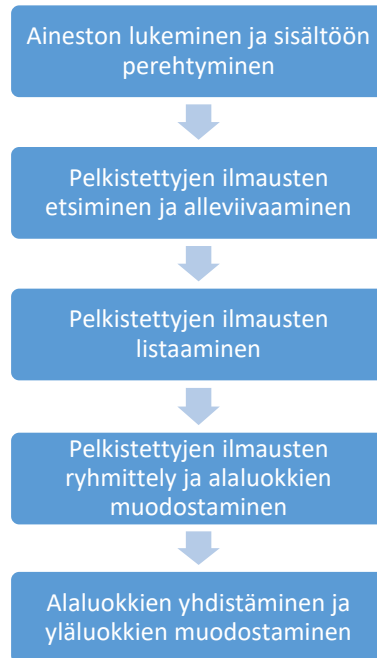 Aineston lukeminen ja sisältöön
perehtyminen
Pelkistettyjen ilmausten
etsiminen ja alleviivaaminen
Pelkistettyjen ilmausten
listaaminen
Pelkistettyjen ilmausten
ryhmittely ja alaluokkien
muodostaminen
Alaluokkien yhdistäminen ja
yläluokkien muodostaminen